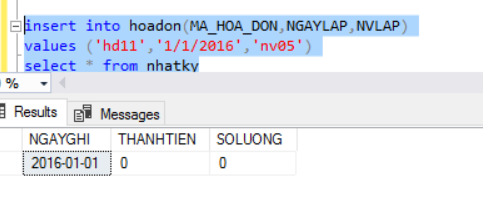 insert into hoadon(MA_HOA_DON,NGAYLAP,NVLAP)
values ('hd11','1/1/2016','nv05')
select * from nhatky
%
Results Messages
NGAYGHI THANHTIEN SOLUONG
2016-01-01 0 0